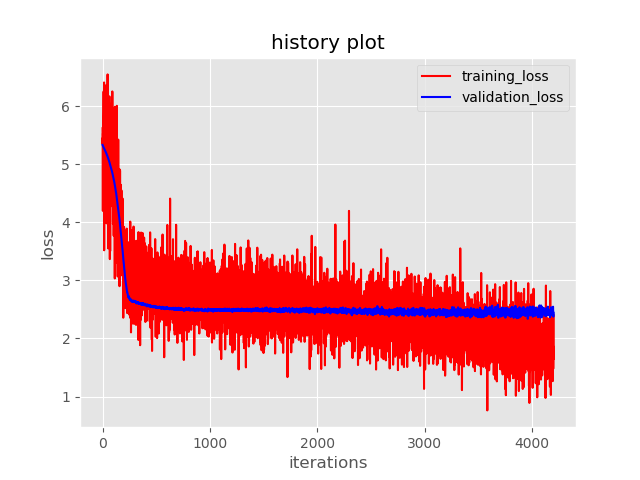 history plot
training_loss
validation_loss
6
5
4
3
2
1
loss
0
1000
2000
3000
4000
iterations